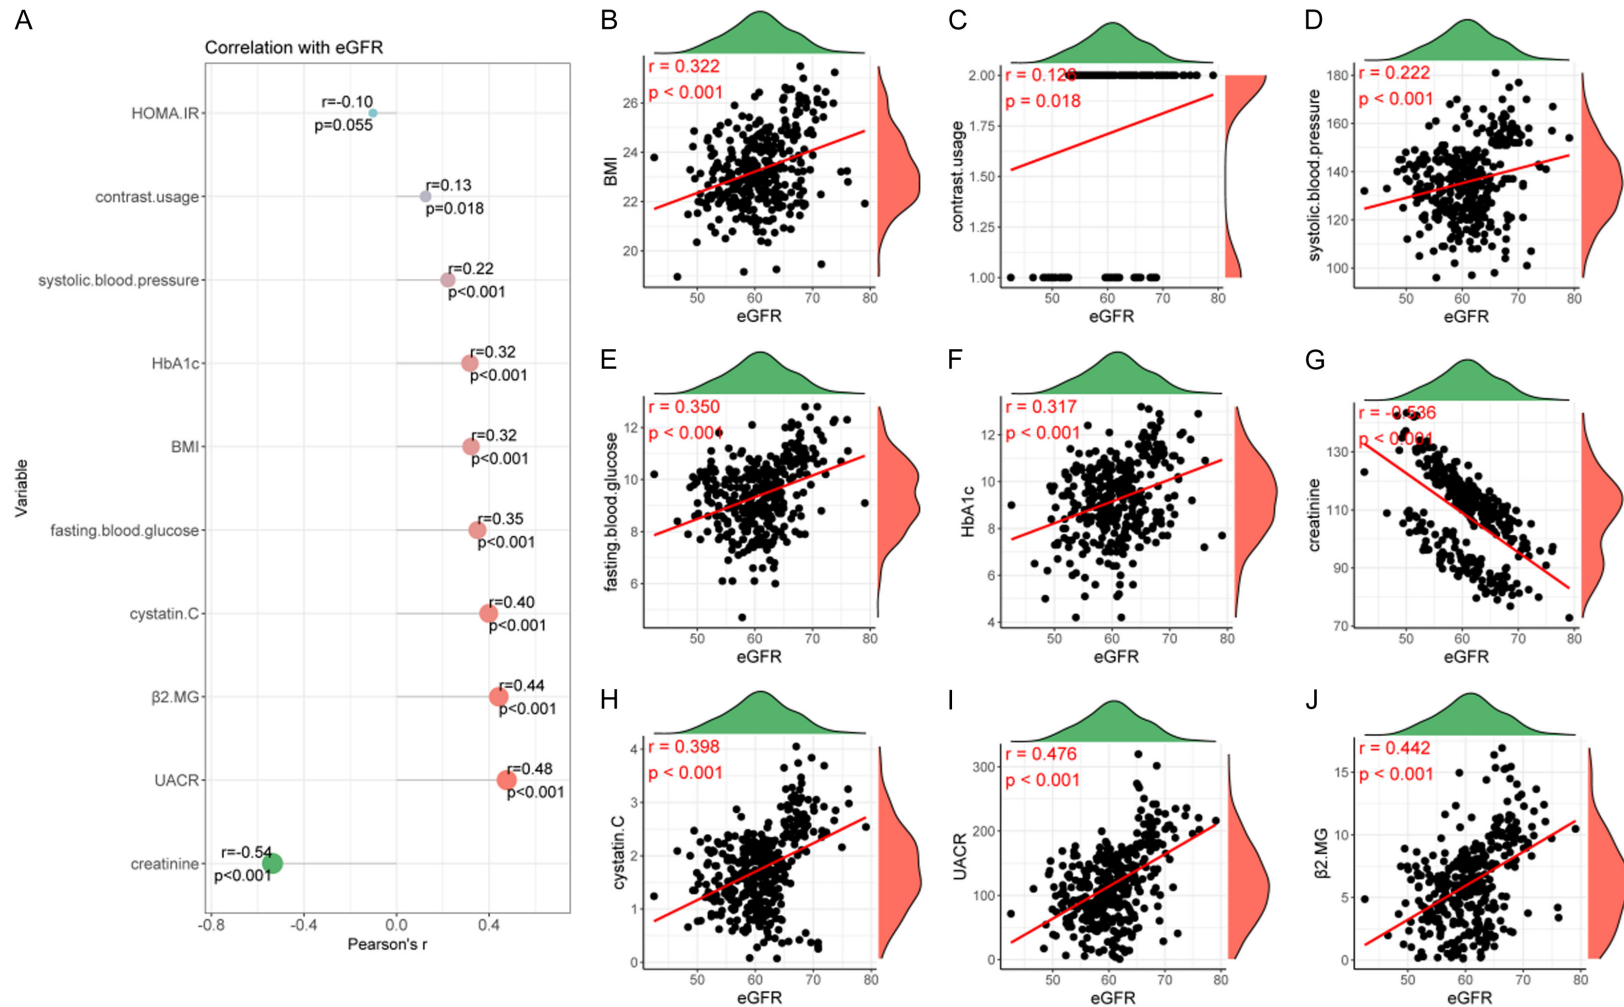 A
Correlation with eGFR
Variable
HOMA.IR
r=-0.10
p=0.055
contrast.usage
r=0.13
p=0.018
systolic.blood.pressure
r=0.22
p<0.001
HbA1c
r=0.32
p<0.001
BMI
r=0.32
p<0.001
fasting.blood.glucose
r=0.35
p<0.001
cystatin.C
r=0.40
p<0.001
β2.MG
r=0.44
p<0.001
UACR
r=0.48
p<0.001
creatinine
r=-0.54
p<0.001
-0.8 -0.4 0.0 0.4
Pearson's r
B
r = 0.322
p < 0.001
BMI
26
24
22
20
50 60 70 80
eGFR
C
r = 0.126
p = 0.018
contrast.usage
2.00
1.75
1.50
1.25
1.00
50 60 70 80
eGFR
D
r = 0.222
p < 0.001
systolic.blood.pressure
180
160
140
120
100
50 60 70 80
eGFR
E
r = 0.350
p < 0.001
fasting.blood.glucose
12
10
8
6
50 60 70 80
eGFR
F
r = 0.317
p < 0.001
HbA1c
12
10
8
6
4
50 60 70 80
eGFR
G
r = -0.536
p < 0.001
creatinine
130
110
90
70
50 60 70 80
eGFR
H
r = 0.398
p < 0.001
cystatin.C
4
3
2
1
0
50 60 70 80
eGFR
I
r = 0.476
p < 0.001
UACR
300
200
100
0
50 60 70 80
eGFR
J
r = 0.442
p < 0.001
β2.MG
15
10
5
0
50 60 70 80
eGFR